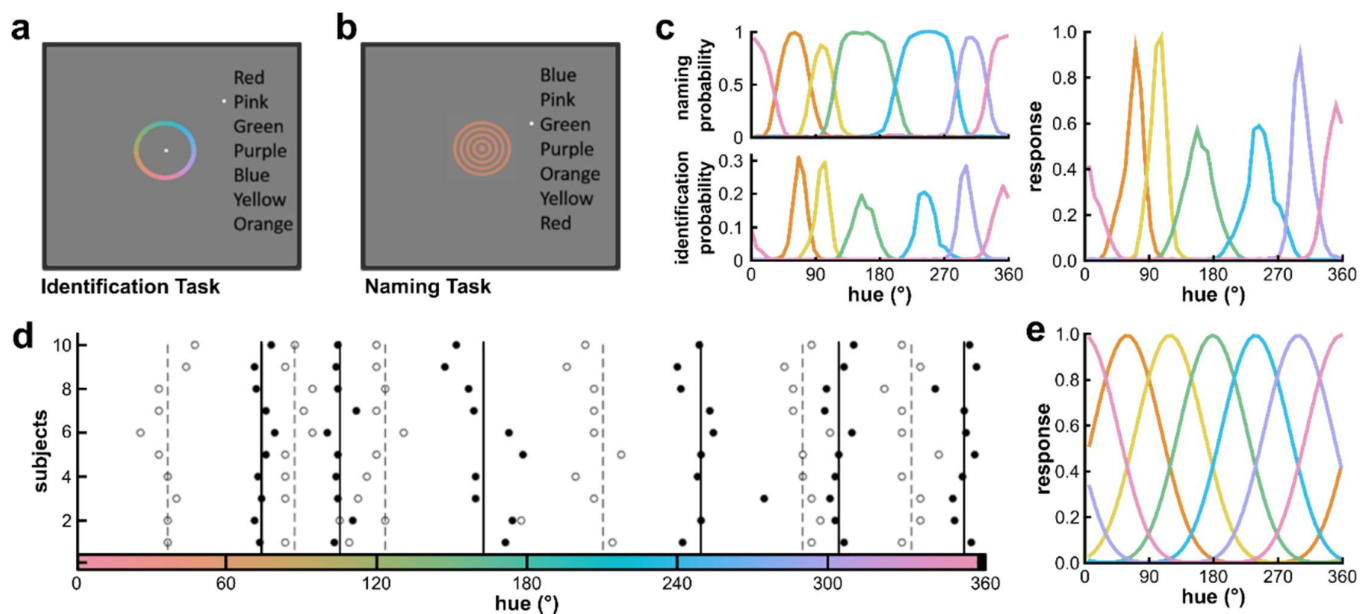 a
Red
Pink
Green
Purple
Blue
Yellow
Orange
Identification Task
b
Blue
Pink
Green
Purple
Orange
Yellow
Red
Naming Task
c
naming
probability
1
0.5
0
identification
probability
0.3
0.2
0.1
0
0 90 180 270 360
hue (°)
response
1.0
0.8
0.6
0.4
0.2
0.0
0 90 180 270 360
hue (°)
d
subjects
10
8
6
4
2
0 60 120 180 240 300 360
hue (°)
e
response
1.0
0.8
0.6
0.4
0.2
0.0
0 90 180 270 360
hue (°)